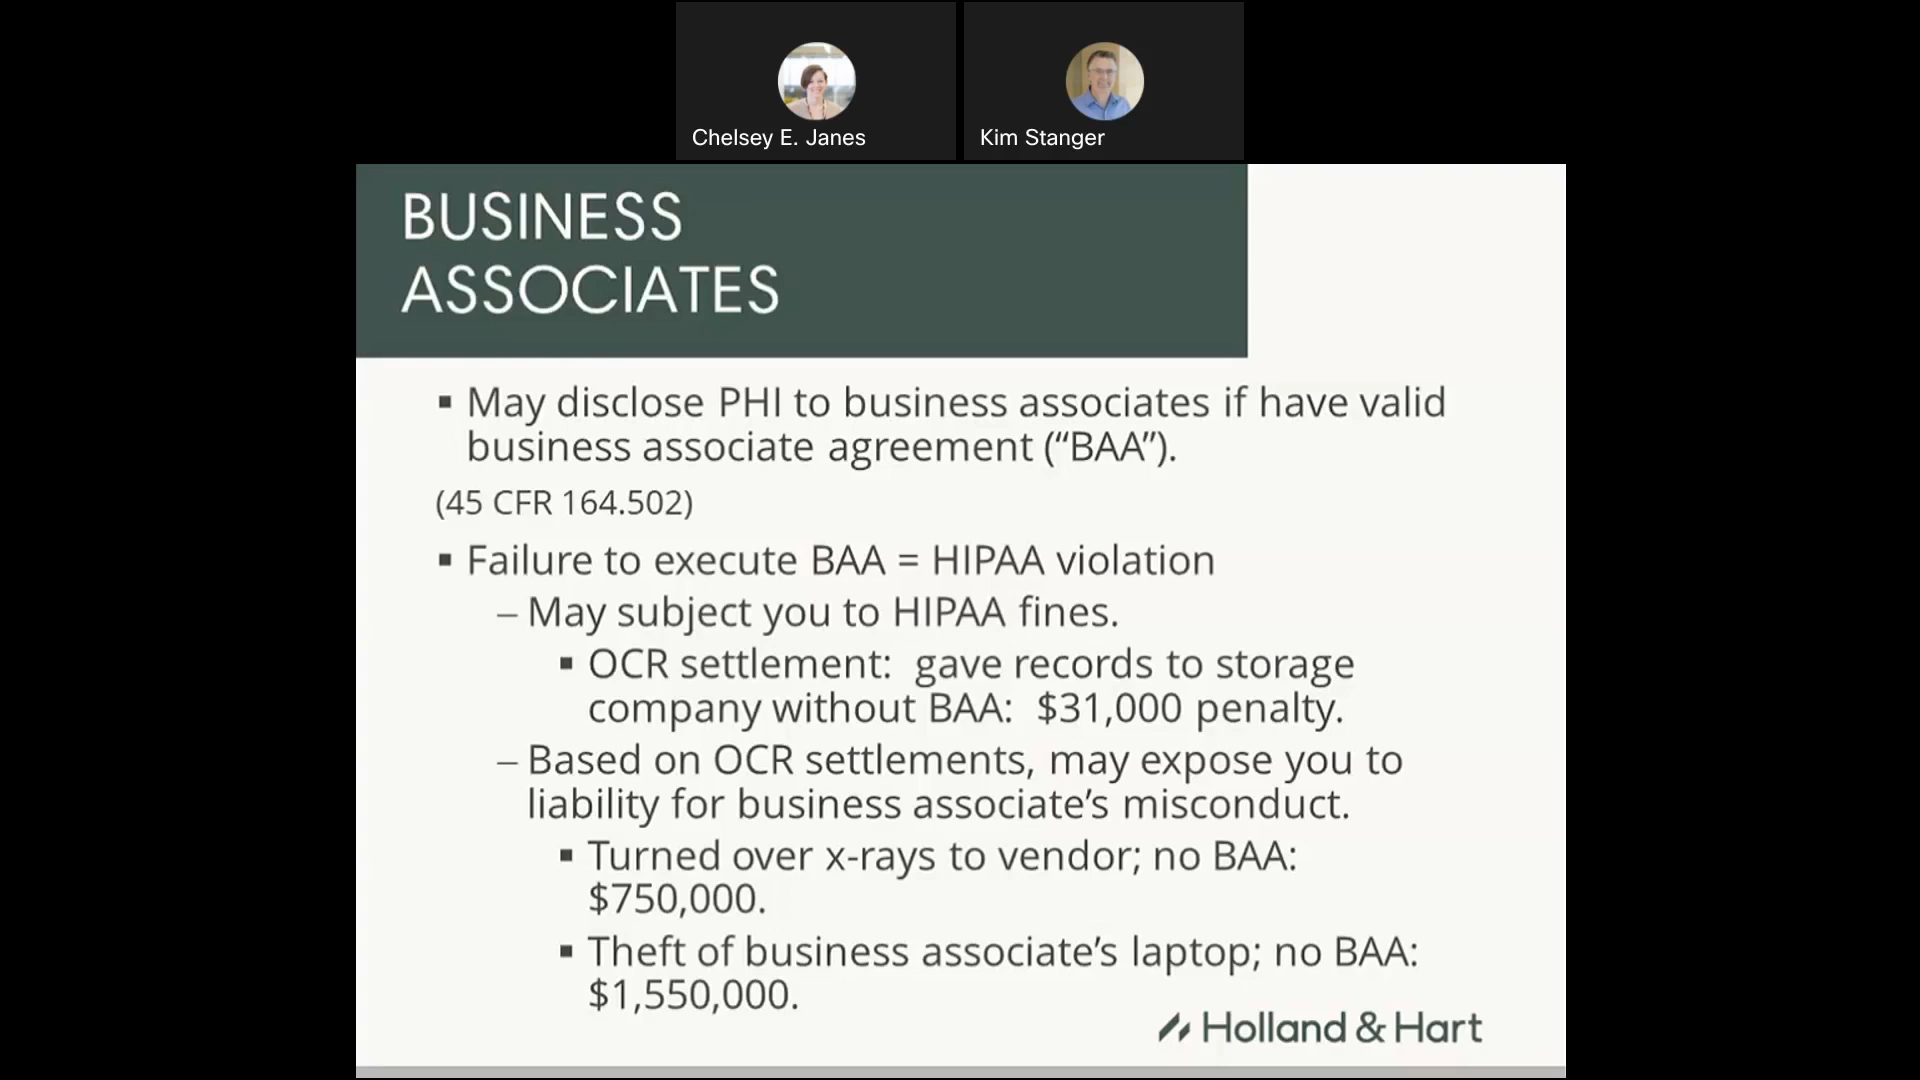 Chelsey E. Janes
Kim Stanger
BUSINESS
ASSOCIATES
▪ May disclose PHI to business associates if have valid
business associate agreement (“BAA”).
(45 CFR 164.502)
▪ Failure to execute BAA = HIPAA violation
– May subject you to HIPAA fines.
▪ OCR settlement:  gave records to storage
company without BAA:  $31,000 penalty.
– Based on OCR settlements, may expose you to
liability for business associate’s misconduct.
▪ Turned over x-rays to vendor; no BAA:
$750,000.
▪ Theft of business associate’s laptop; no BAA:
$1,550,000.
Holland & Hart